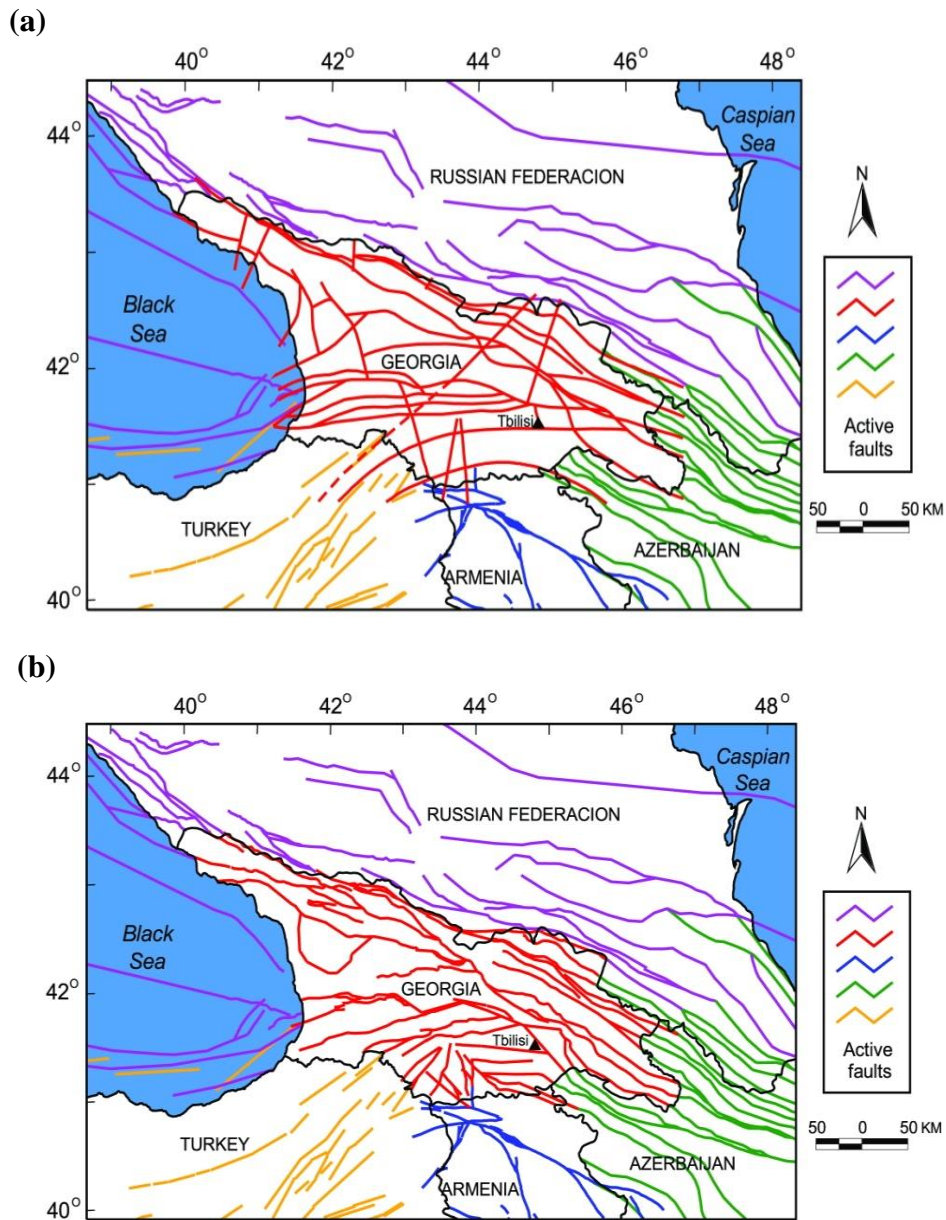 (a)
40° 42° 44° 46° 48°
44°
Caspian
Sea
RUSSIAN FEDERACION
N
Black
Sea
42°
GEORGIA
Tbilisi
Active
faults
50 0 50 KM
TURKEY
AZERBAIJAN
ARMENIA
40°
(b)
40° 42° 44° 46° 48°
44°
Caspian
Sea
RUSSIAN FEDERACION
N
Black
Sea
42°
GEORGIA
Tbilisi
Active
faults
50 0 50 KM
TURKEY
AZERBAIJAN
ARMENIA
40°